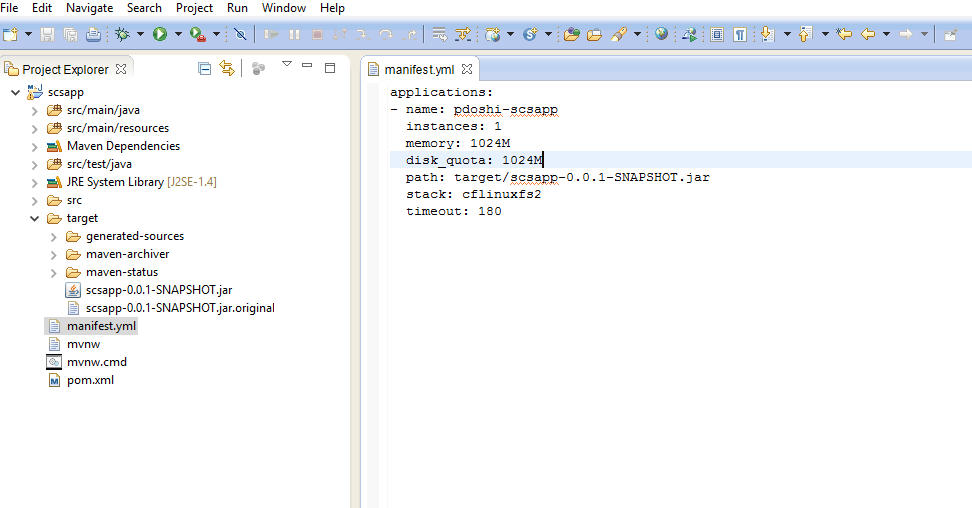 File Edit Navigate Search Project Run Window Help
Project Explorer
scsapp
src/main/java
src/main/resources
Maven Dependencies
src/test/java
JRE System Library [J2SE-1.4]
src
target
generated-sources
maven-archiver
maven-status
scsapp-0.0.1-SNAPSHOT.jar
scsapp-0.0.1-SNAPSHOT.jar.original
manifest.yml
mvnw
mvnw.cmd
pom.xml
manifest.yml
applications:
- name: pdoshi-scsapp
instances: 1
memory: 1024M
disk_quota: 1024M
path: target/scsapp-0.0.1-SNAPSHOT.jar
stack: cflinuxfs2
timeout: 180